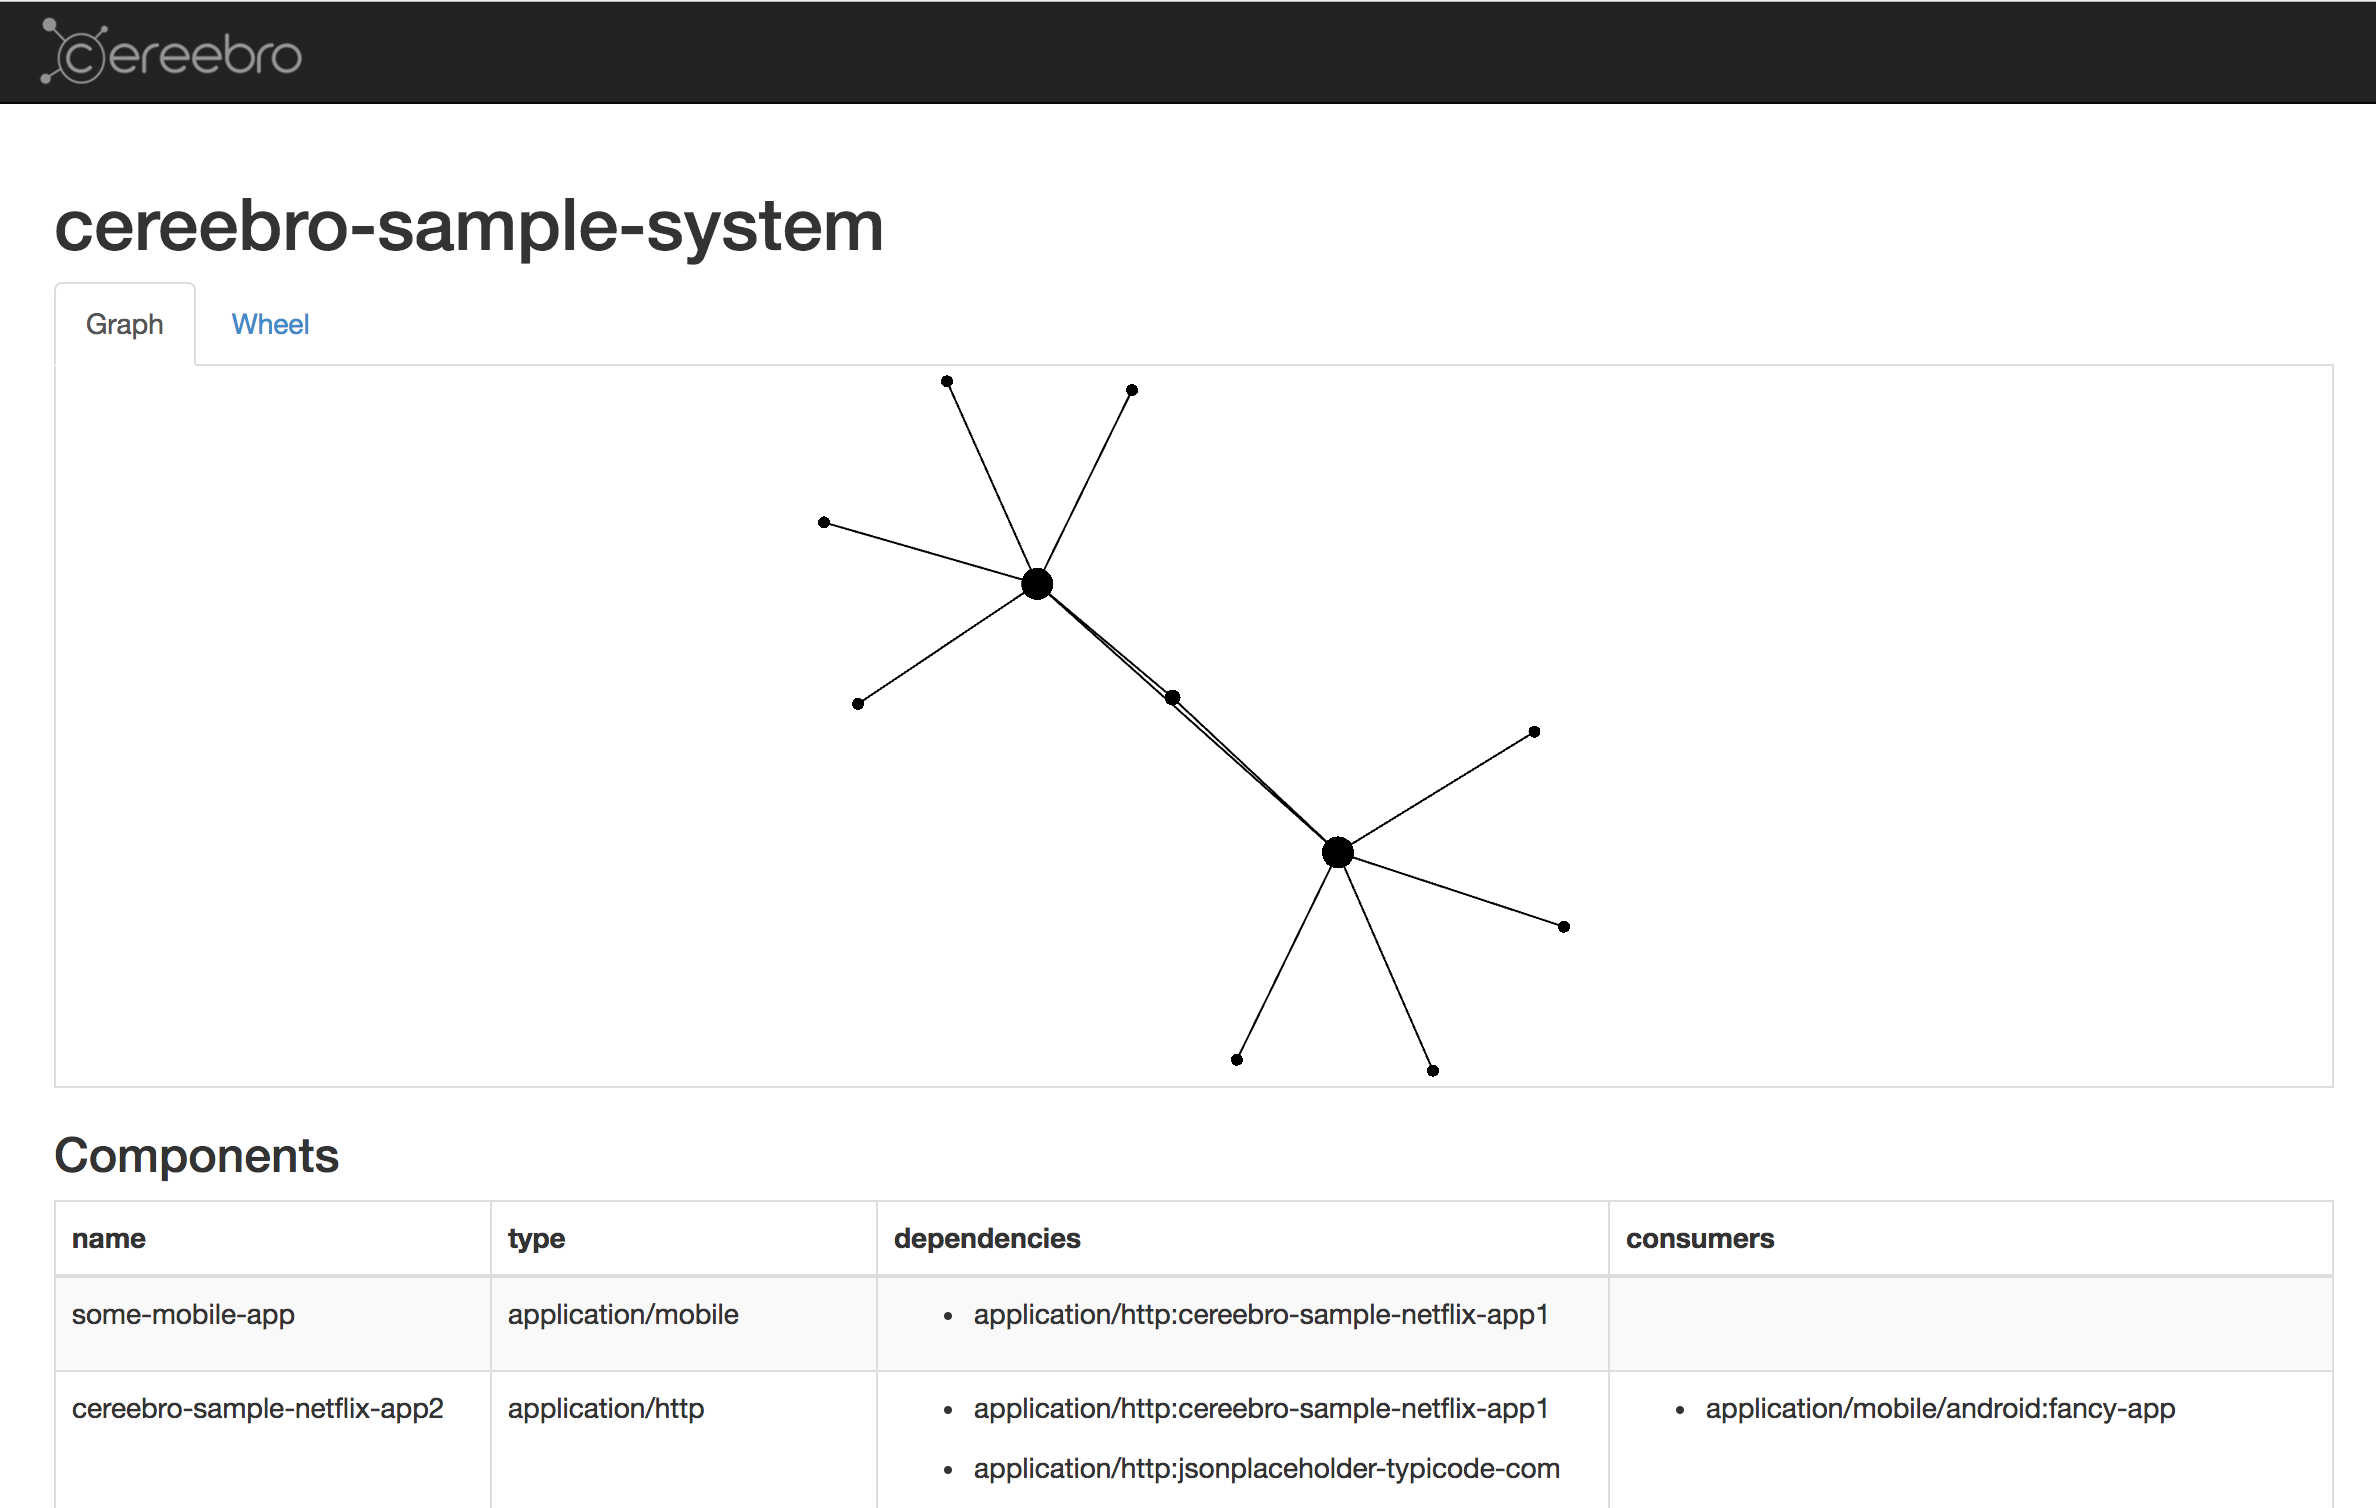 cereebro
cereebro-sample-system
Graph Wheel
Components
name type dependencies consumers
some-mobile-app application/mobile • application/http:cereebro-sample-netflix-app1
cereebro-sample-netflix-app2 application/http • application/http:cereebro-sample-netflix-app1 • application/mobile/android:fancy-app
• application/http:jsonplaceholder-typicode-com